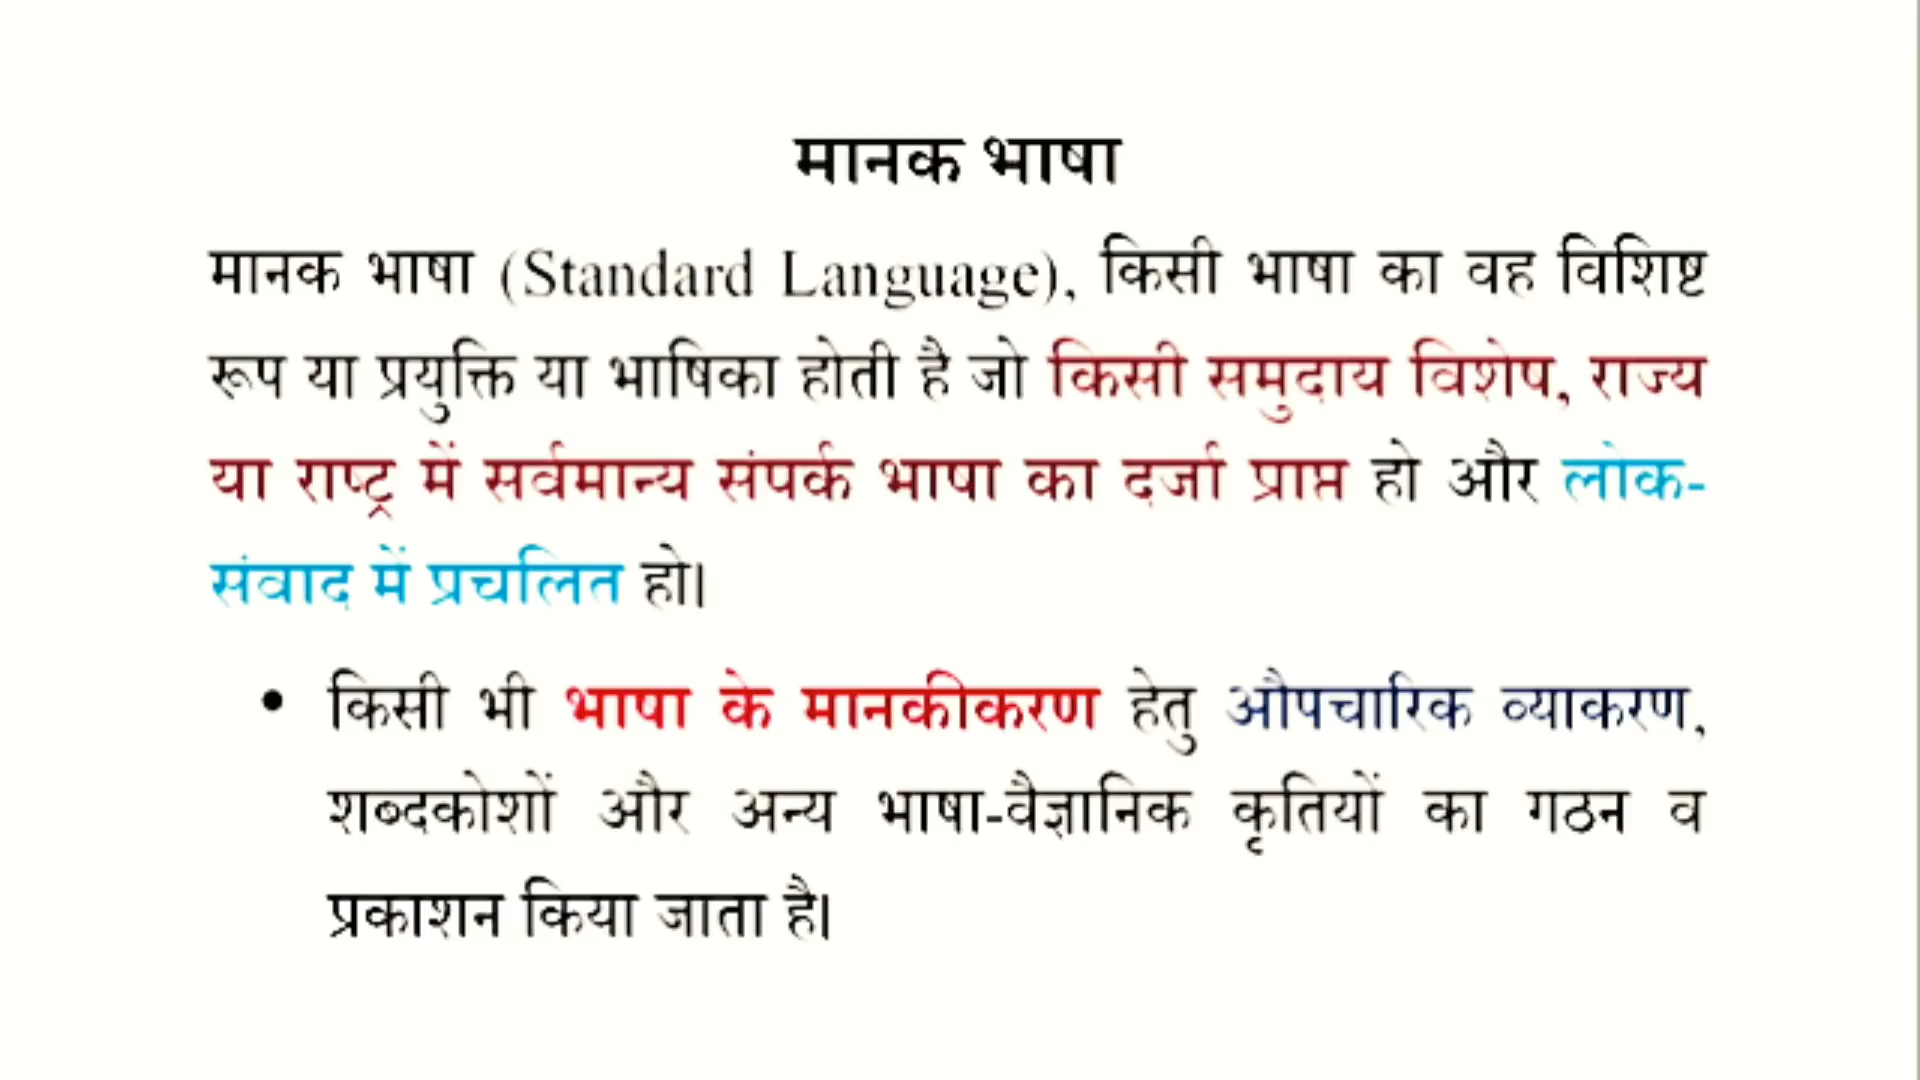 मानक भाषा
मानक भाषा (Standard Language), किसी भाषा का वह विशिष्ट
रूप या प्रयुक्ति या भाषिका होती है जो किसी समुदाय विशेष, राज्य
या राष्ट्र में सर्वमान्य संपर्क भाषा का दर्जा प्राप्त हो और लोक-
संवाद में प्रचलित हो।
• किसी भी भाषा के मानकीकरण हेतु औपचारिक व्याकरण,
शब्दकोशों और अन्य भाषा-वैज्ञानिक कृतियों का गठन व
प्रकाशन किया जाता है।